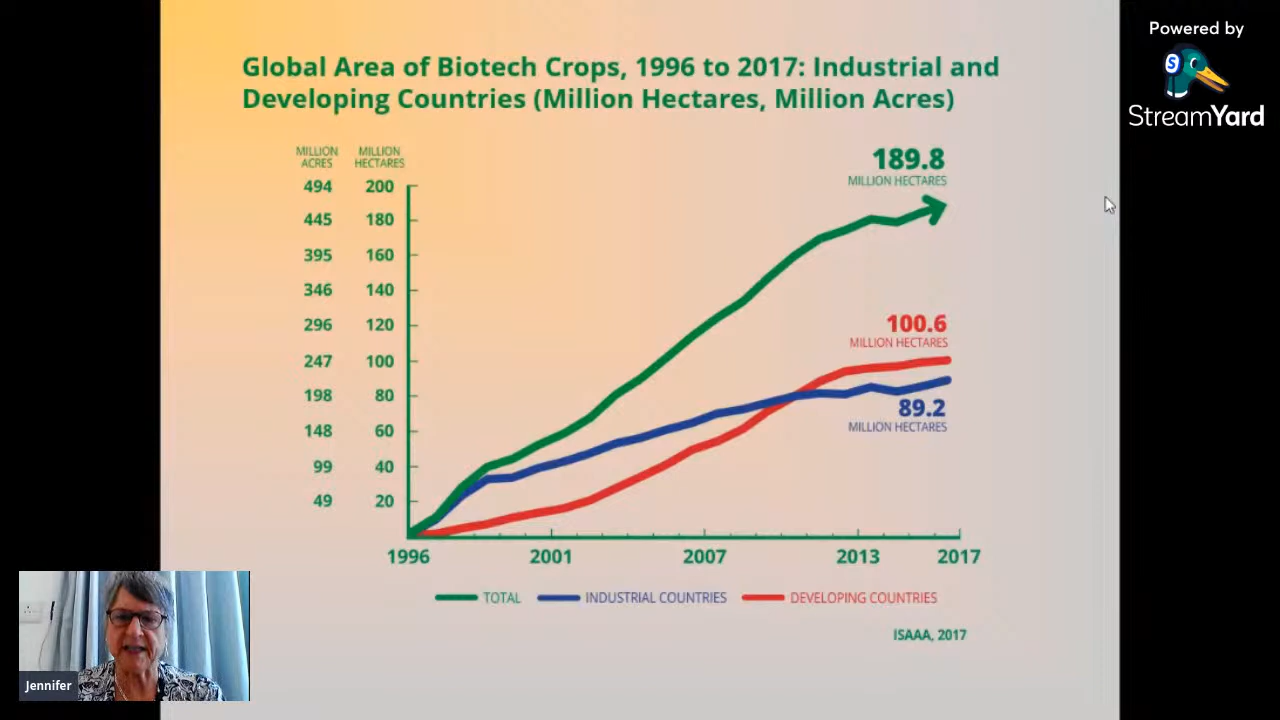 Global Area of Biotech Crops, 1996 to 2017: Industrial and
Developing Countries (Million Hectares, Million Acres)
Powered by
StreamYard
MILLION ACRES
MILLION HECTARES
494 200
445 180
395 160
346 140
296 120
247 100
198 80
148 60
99 40
49 20
189.8
MILLION HECTARES
100.6
MILLION HECTARES
89.2
MILLION HECTARES
1996 2001 2007 2013 2017
TOTAL INDUSTRIAL COUNTRIES DEVELOPING COUNTRIES
ISAAA, 2017
Jennifer